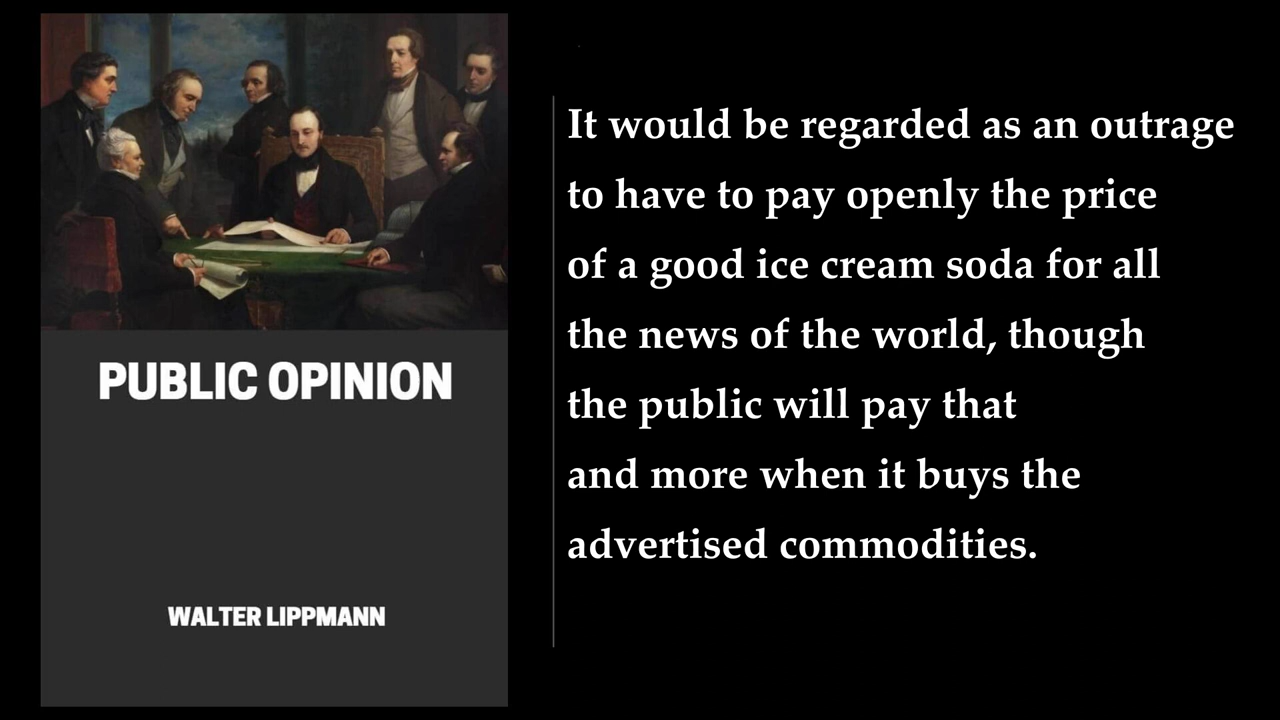 PUBLIC OPINION
WALTER LIPPMANN
It would be regarded as an outrage
to have to pay openly the price
of a good ice cream soda for all
the news of the world, though
the public will pay that
and more when it buys the
advertised commodities.